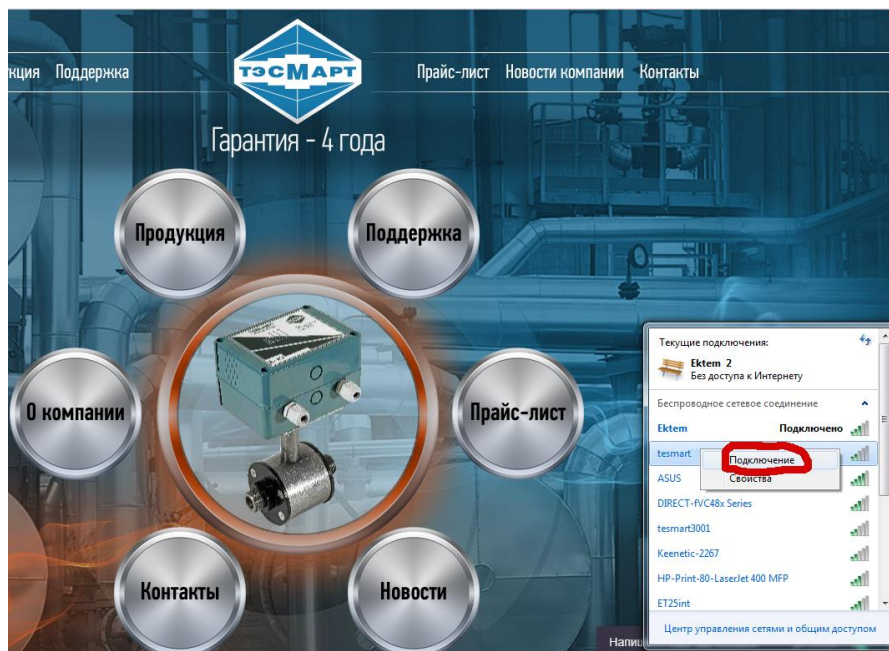 кция Поддержка
ТЭСМАРТ
Прайс-лист Новости компании Контакты
Гарантия - 4 года
Продукция
Поддержка
О компании
Прайс-лист
Контакты
Новости
Текущие подключения:
Ektem 2
Без доступа к Интернету
Беспроводное сетевое соединение
Ektem Подключено
tesmart
Подключение
Свойства
ASUS
DIRECT-fVC48x Series
tesmart3001
Keenetic-2267
HP-Print-80-LaserJet 400 MFP
ET25int
Центр управления сетями и общим доступом
Напиш